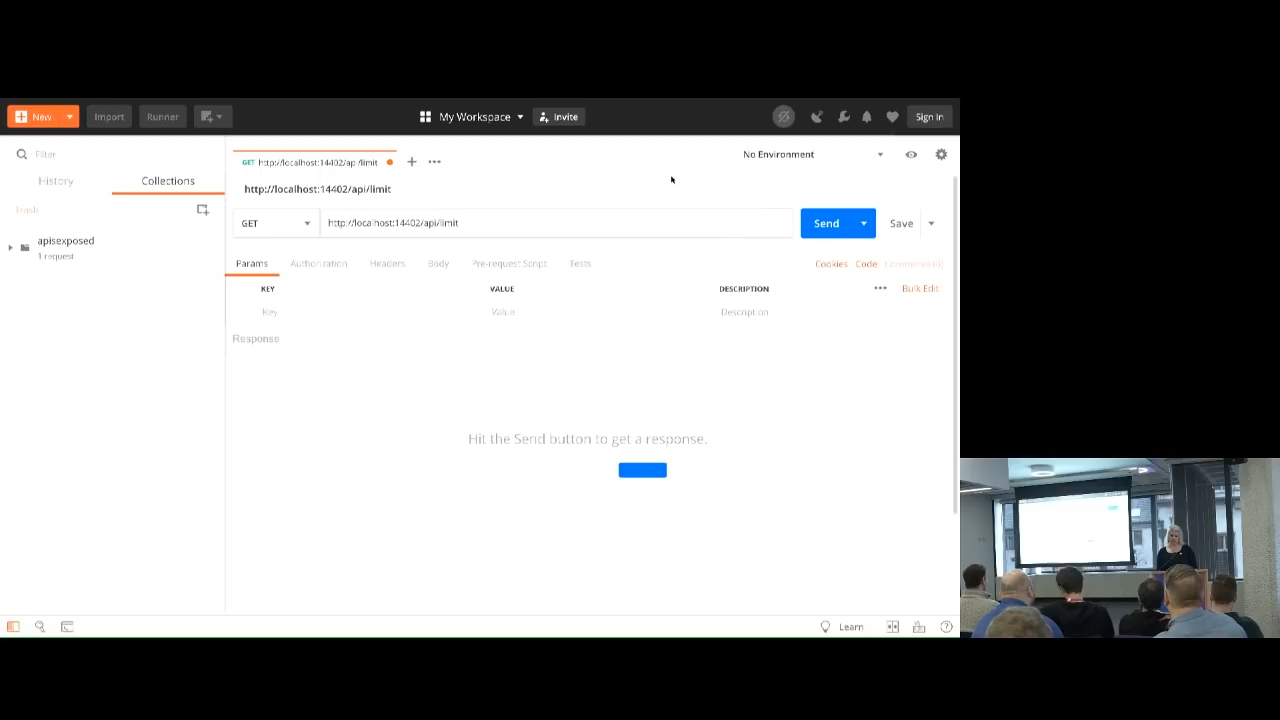 New
Import
Runner
My Workspace
Invite
Sign In
Filter
History
Collections
Trash
apisexposed
1 request
GET http://localhost:14402/api/limit
No Environment
http://localhost:14402/api/limit
GET
http://localhost:14402/api/limit
Send
Save
Params
Authorization
Headers
Body
Pre-request Script
Tests
Cookies
Code
Comments (0)
KEY
VALUE
DESCRIPTION
Bulk Edit
Key
Value
Description
Response
Hit the Send button to get a response.
Learn